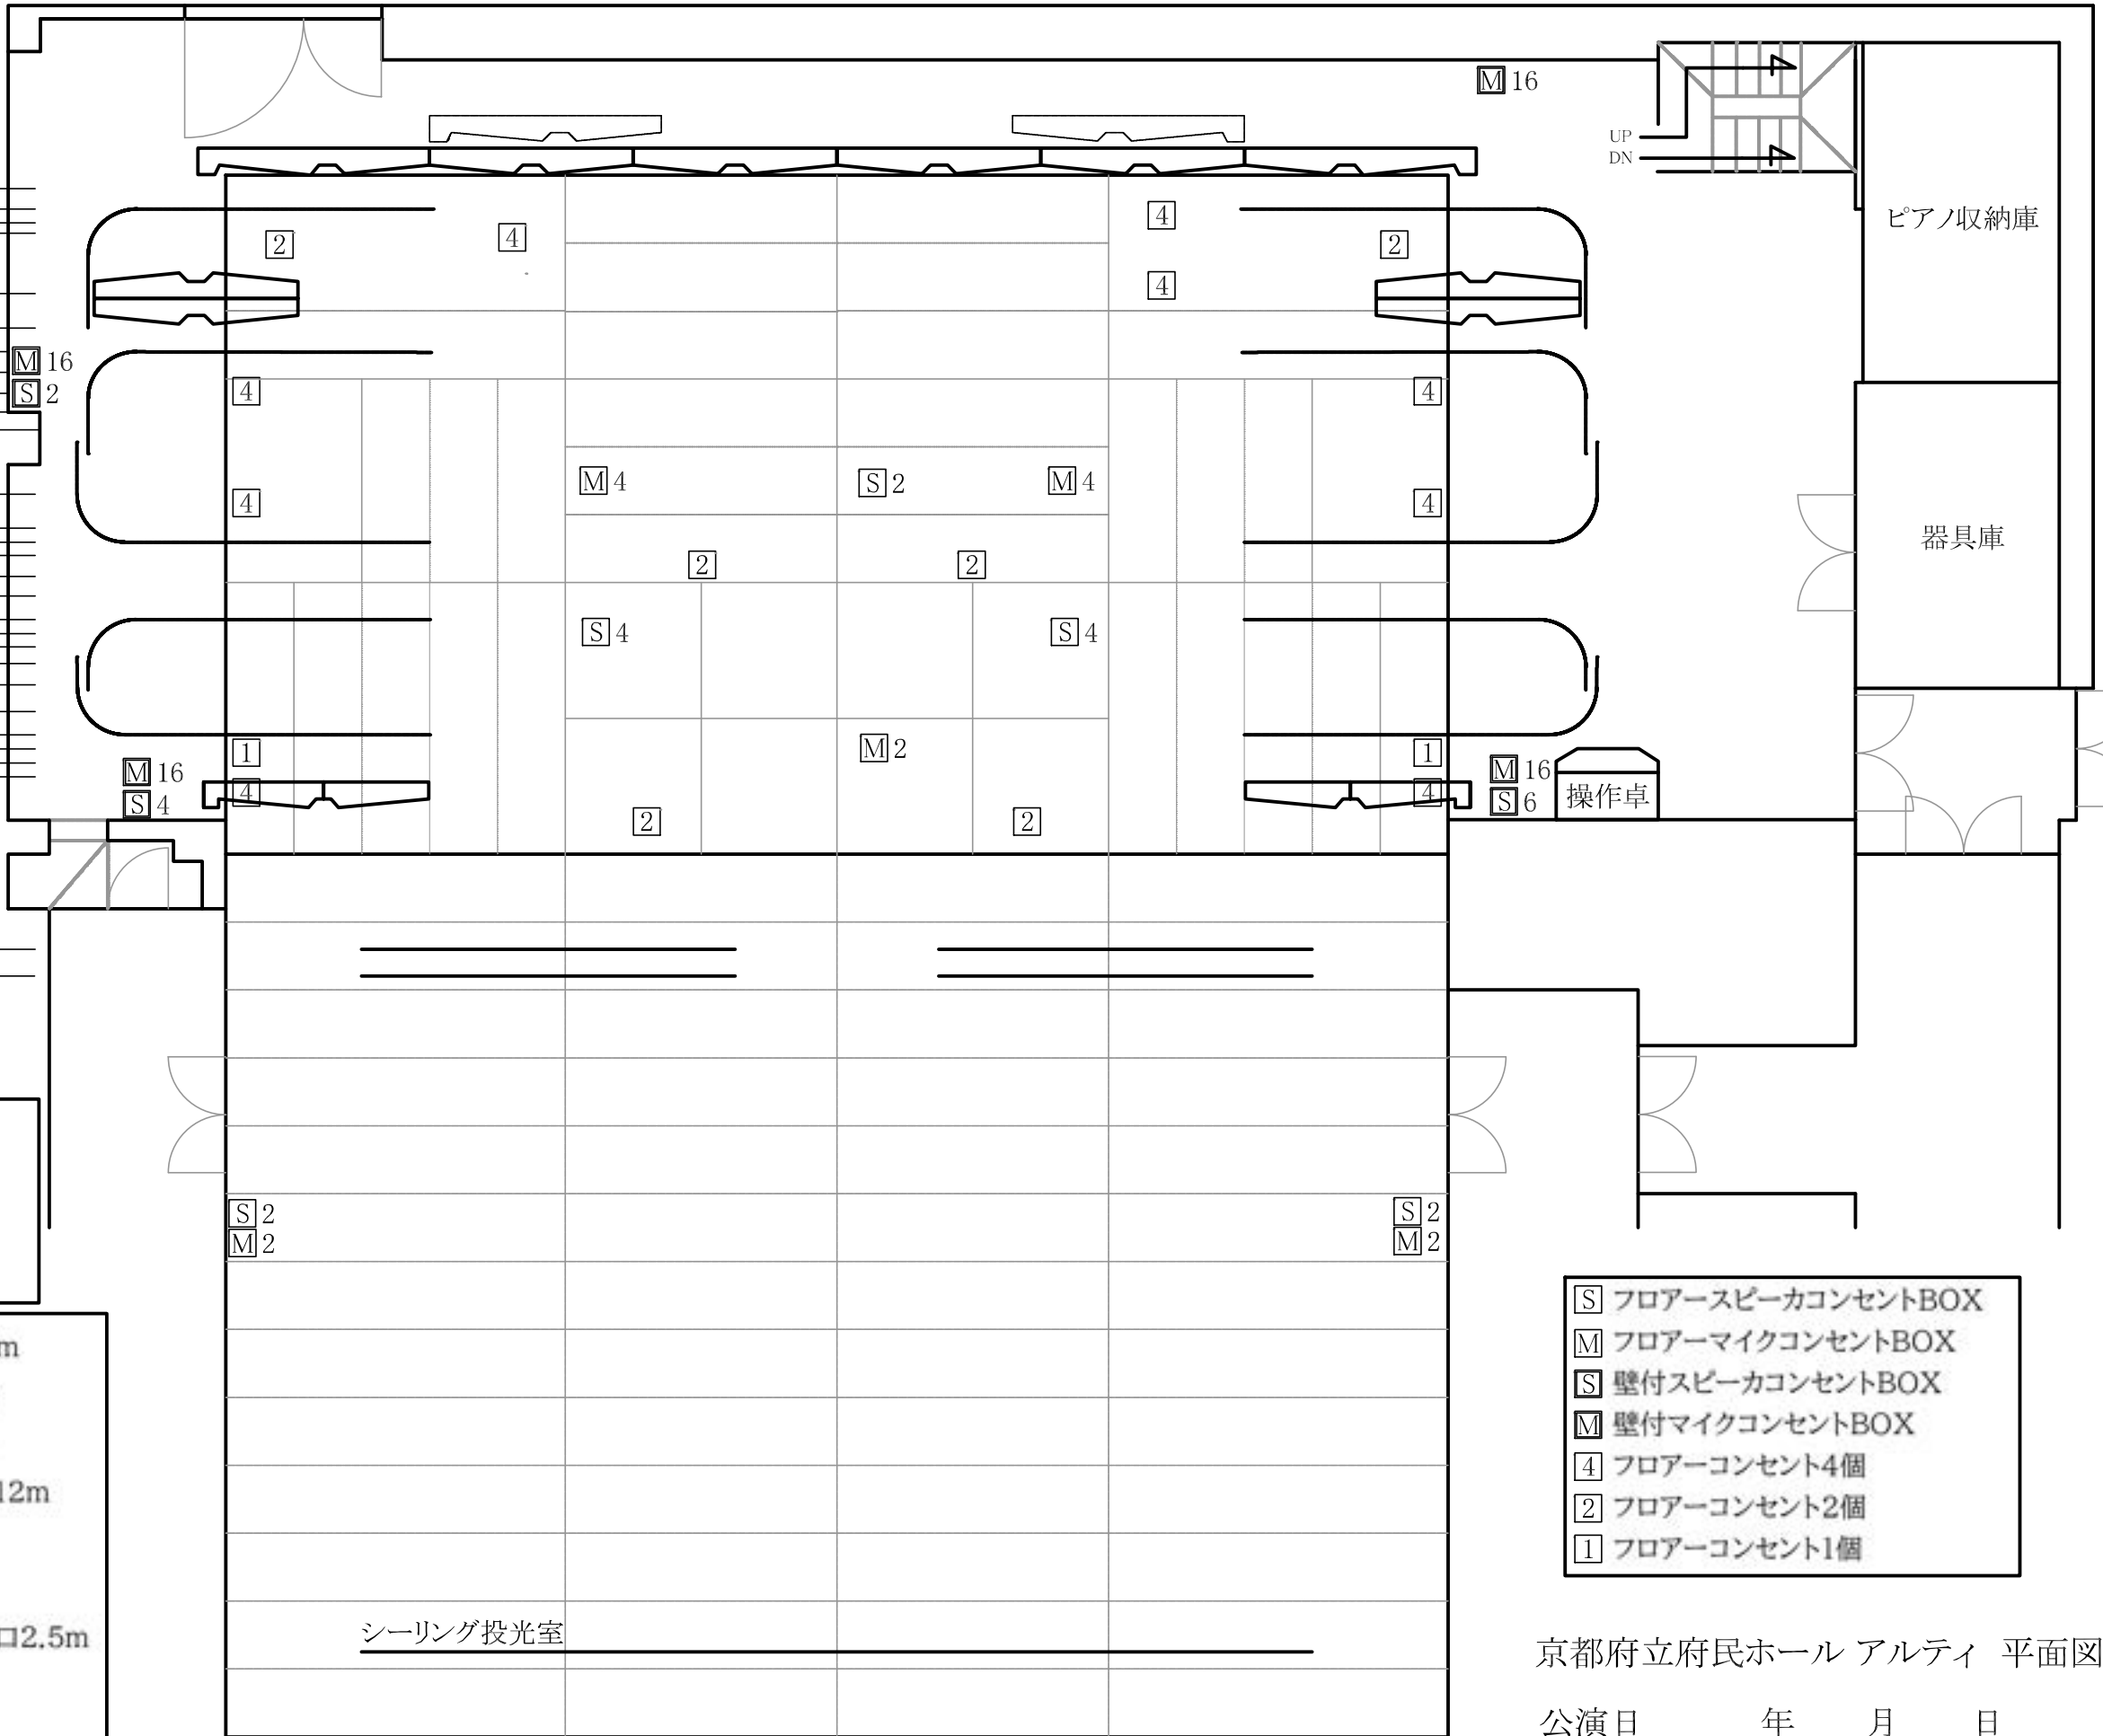 M 16
UP
DN
ピアノ収納庫
4
2
4
2
4
M 16
S 2
4
4
M 4
S 2
M 4
4
4
器具庫
2
2
S 4
S 4
1
M 2
1
M 16
S 4
4
4
M 16
S 6
操作卓
2
2
S 2
M 2
S 2
M 2
S フロアースピーカコンセントBOX
M フロアーマイクコンセントBOX
S 壁付スピーカコンセントBOX
M 壁付マイクコンセントBOX
4 フロアーコンセント4個
2 フロアーコンセント2個
1 フロアーコンセント1個
m
12m
口2.5m
シーリング投光室
京都府立府民ホール アルティ 平面図
公演日 年 月 日